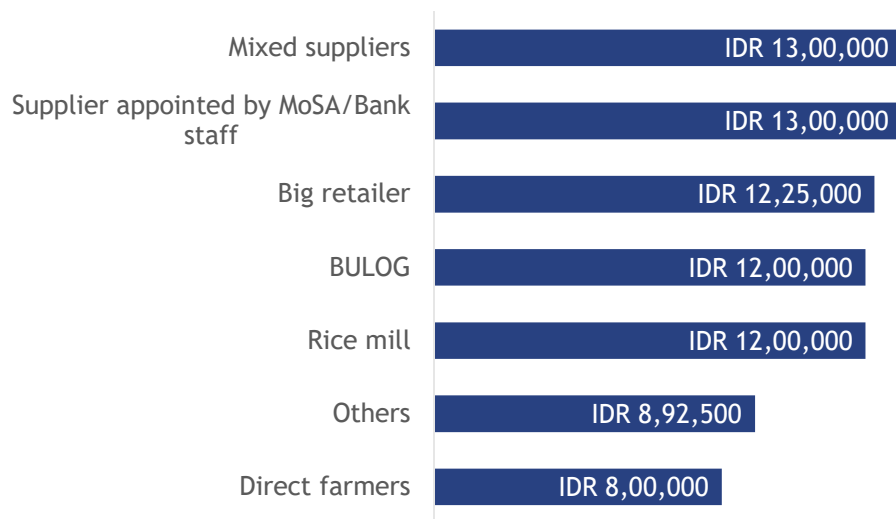 Mixed suppliers
IDR 13,00,000
Supplier appointed by MoSA/Bank
staff
IDR 13,00,000
Big retailer
IDR 12,25,000
BULOG
IDR 12,00,000
Rice mill
IDR 12,00,000
Others
IDR 8,92,500
Direct farmers
IDR 8,00,000